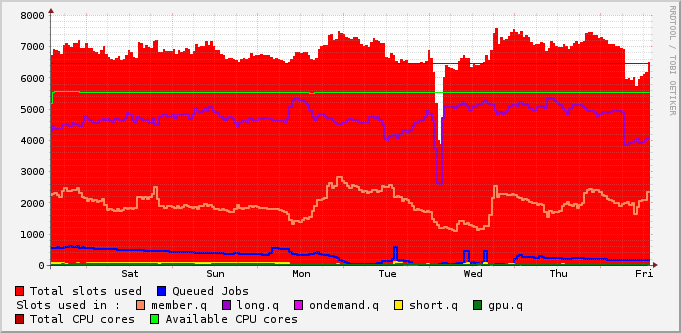 8000
7000
6000
5000
4000
3000
2000
1000
0
Sat Sun Mon Tue Wed Thu Fri
Total slots used Queued Jobs
Slots used in : member.q long.q ondemand.q short.q gpu.q
Total CPU cores Available CPU cores
RRDTOOL / TOBI OETIKER